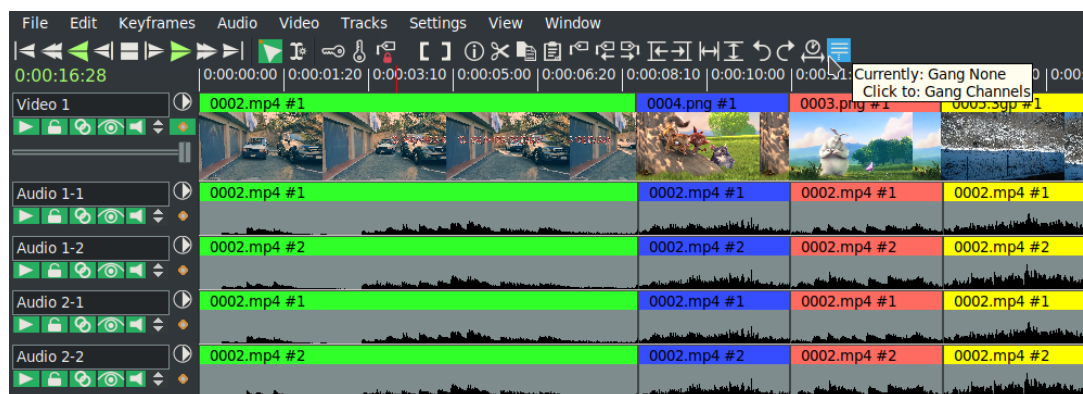 File Edit Keyframes Audio Video Tracks Settings View Window
0:00:16:28 0:00:00:00 0:00:01:20 0:00:03:10 0:00:05:00 0:00:06:20 0:00:08:10 0:00:10:00
Currently: Gang None
Click to: Gang Channels
Video 1 0002.mp4 #1 0004.png #1 0003.png #1 0005.3gp #1
Audio 1-1 0002.mp4 #1 0002.mp4 #1 0002.mp4 #1 0002.mp4 #1
Audio 1-2 0002.mp4 #2 0002.mp4 #2 0002.mp4 #2 0002.mp4 #2
Audio 2-1 0002.mp4 #1 0002.mp4 #1 0002.mp4 #1 0002.mp4 #1
Audio 2-2 0002.mp4 #2 0002.mp4 #2 0002.mp4 #2 0002.mp4 #2